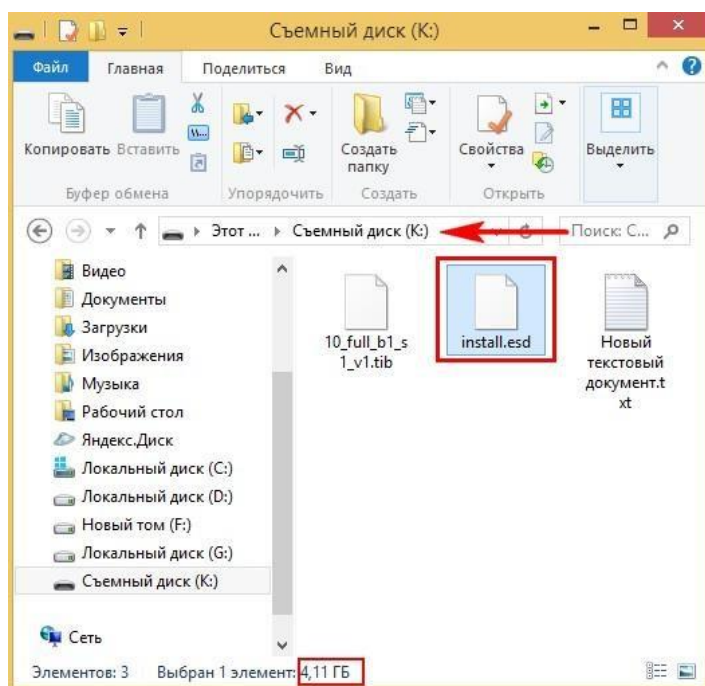 Съемный диск (K:)
Файл Главная Поделиться Вид
Копировать Вставить
W...
Создать
папку
Свойства
Выделить
Буфер обмена Упорядочить Создать Открыть
Этот ... Съемный диск (K:) Поиск: С...
Видео
Документы
Загрузки
Изображения
Музыка
Рабочий стол
Яндекс.Диск
Локальный диск (C:)
Локальный диск (D:)
Новый том (F:)
Локальный диск (G:)
Съемный диск (K:)
Сеть
10_full_b1_s
1_v1.tib
install.esd
Новый
текстовый
документ.t
xt
Элементов: 3 Выбран 1 элемент: 4,11 ГБ